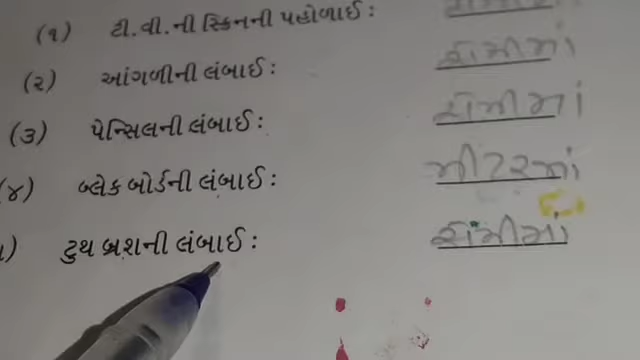 (૧) ટી.વી.ની સ્ક્રિનની પહોળાઈ :
(૨) આંગળીની લંબાઈ : સેમીમાં
(૩) પેન્સિલની લંબાઈ : સેમીમાં
(૪) બ્લેક બોર્ડની લંબાઈ : મીટરમાં
) ટુથ બ્રશની લંબાઈ : સેમીમાં